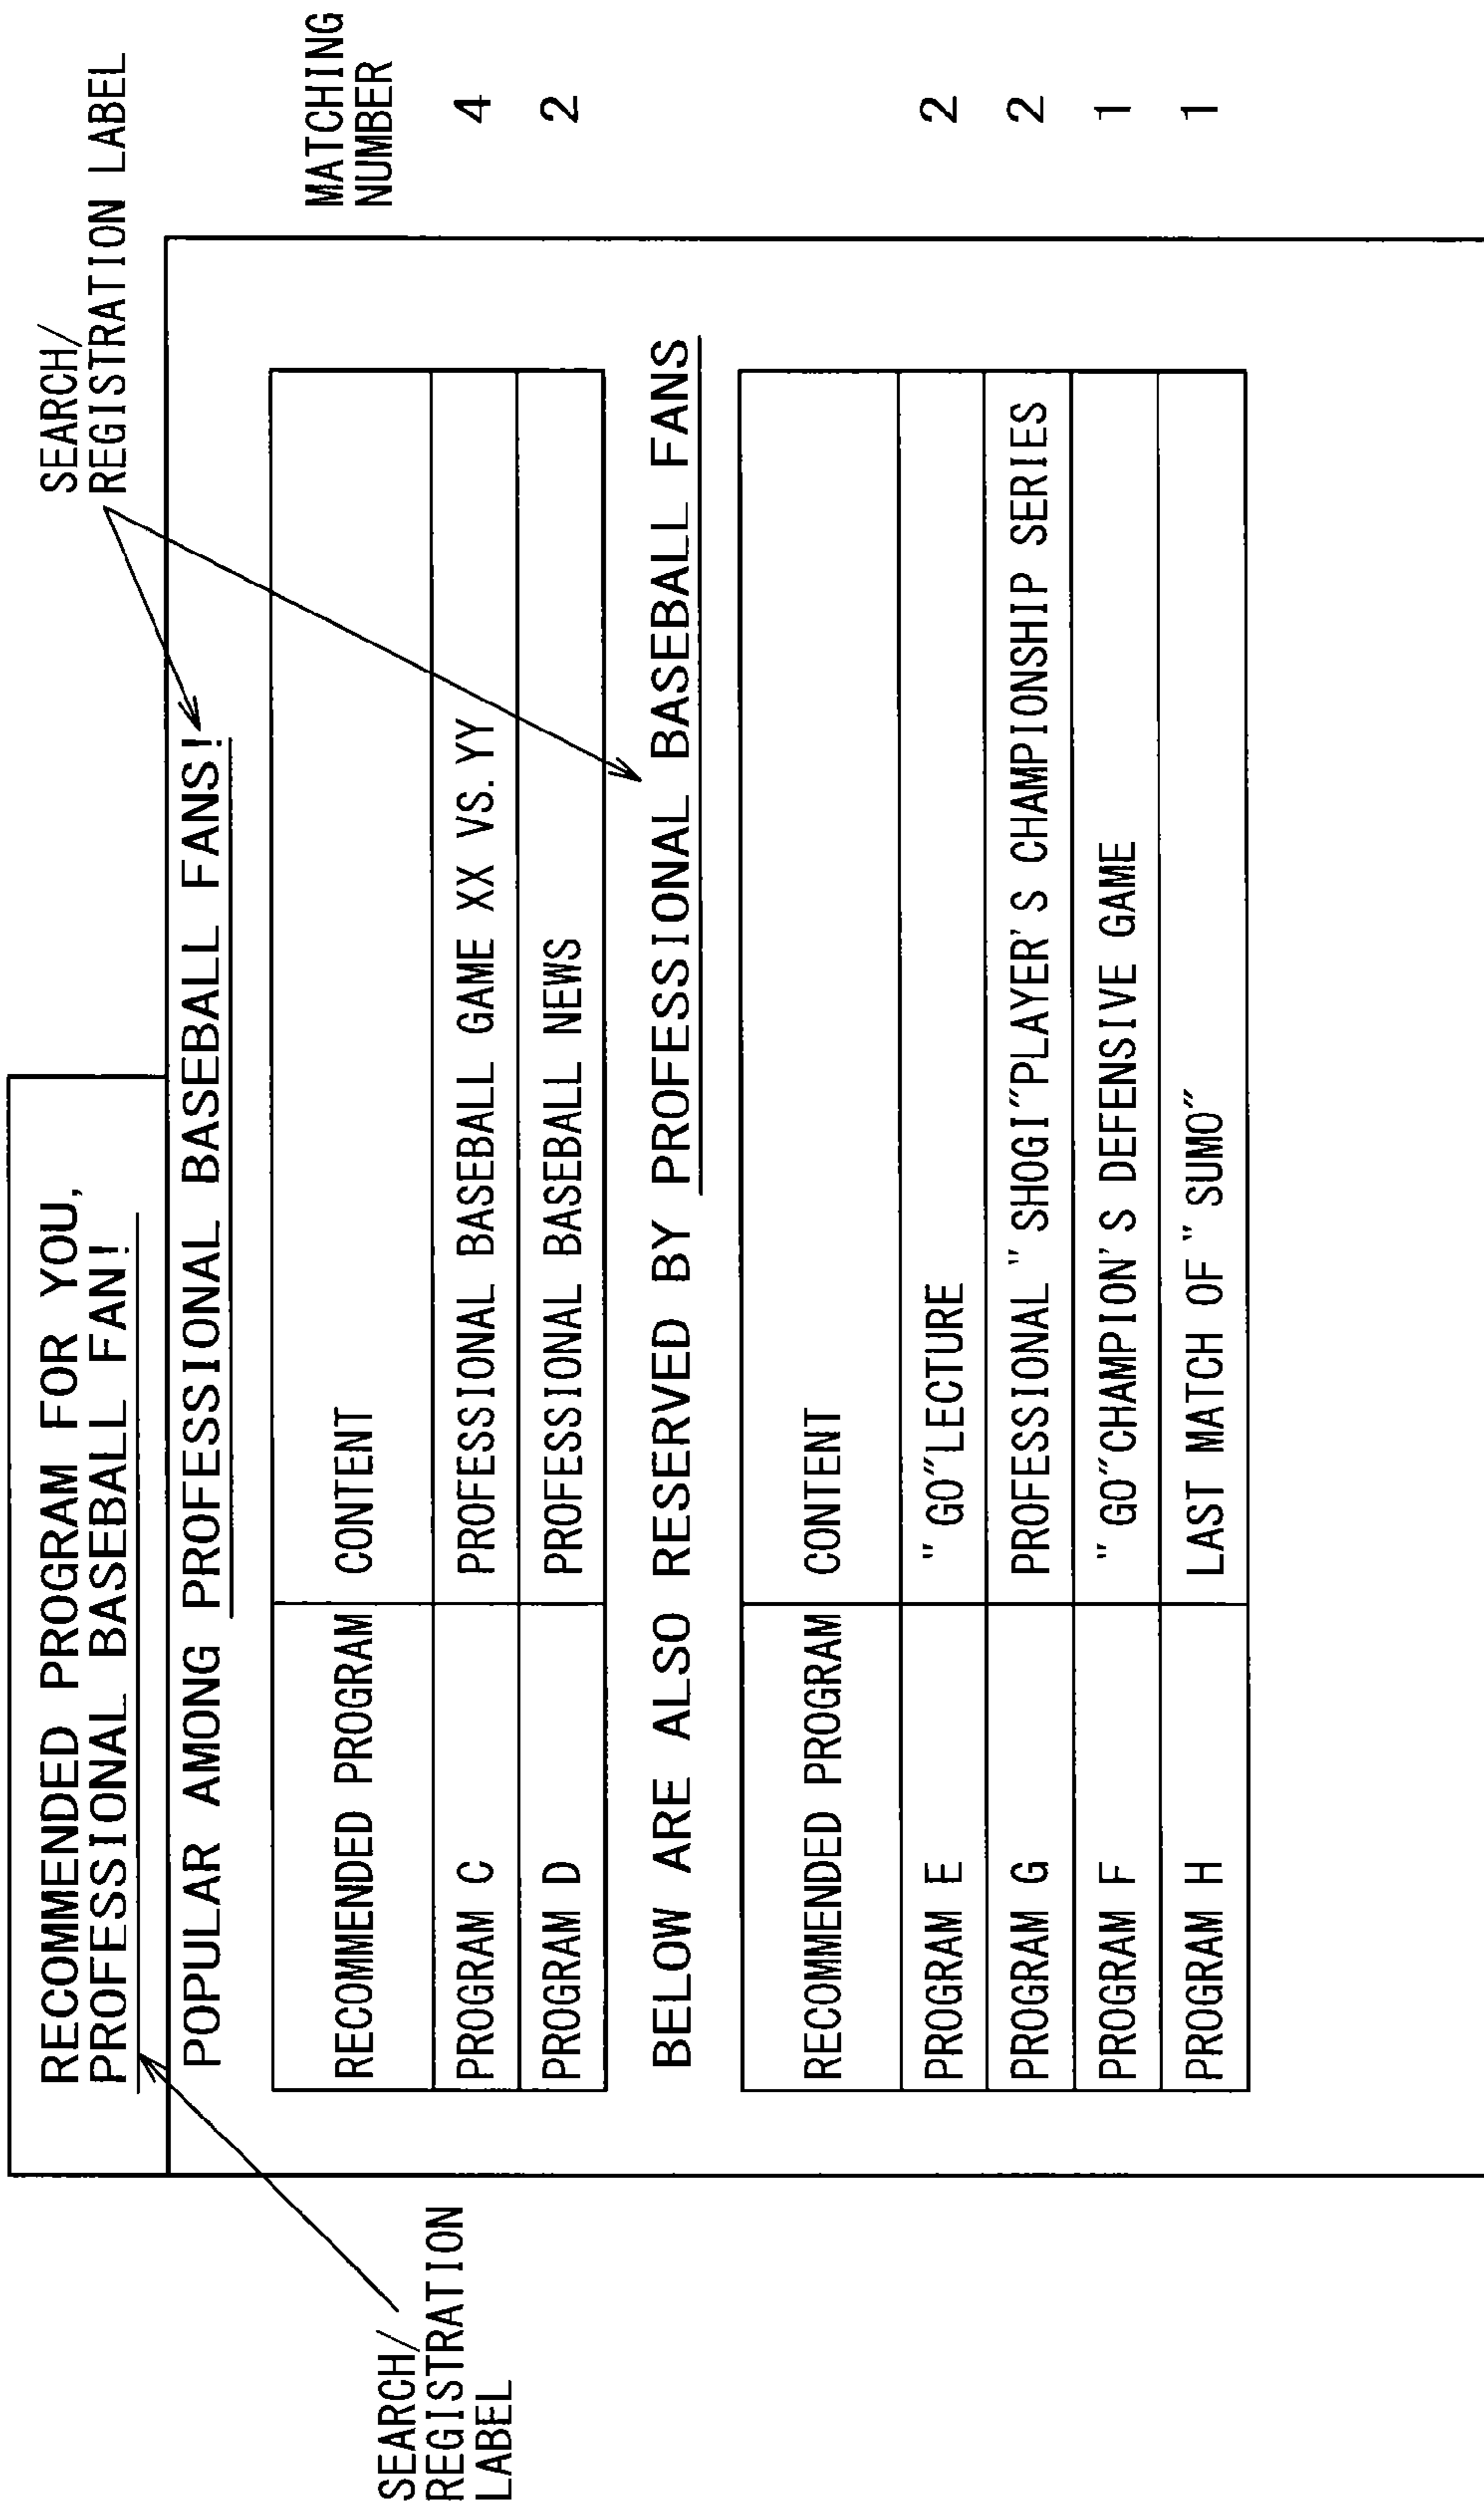 SEARCH/
REGISTRATION LABEL
RECOMMENDED PROGRAM FOR YOU,
PROFESSIONAL BASEBALL FAN!
POPULAR AMONG PROFESSIONAL BASEBALL FANS!
SEARCH/
REGISTRATION
LABEL
MATCHING
NUMBER
RECOMMENDED PROGRAM CONTENT
PROGRAM C PROFESSIONAL BASEBALL GAME XX VS. YY 4
PROGRAM D PROFESSIONAL BASEBALL NEWS 2
BELOW ARE ALSO RESERVED BY PROFESSIONAL BASEBALL FANS
RECOMMENDED PROGRAM CONTENT
PROGRAM E "GO"LECTURE 2
PROGRAM G PROFESSIONAL "SHOGI"PLAYER'S CHAMPIONSHIP SERIES 2
PROGRAM F "GO"CHAMPION'S DEFENSIVE GAME 1
PROGRAM H LAST MATCH OF "SUMO" 1